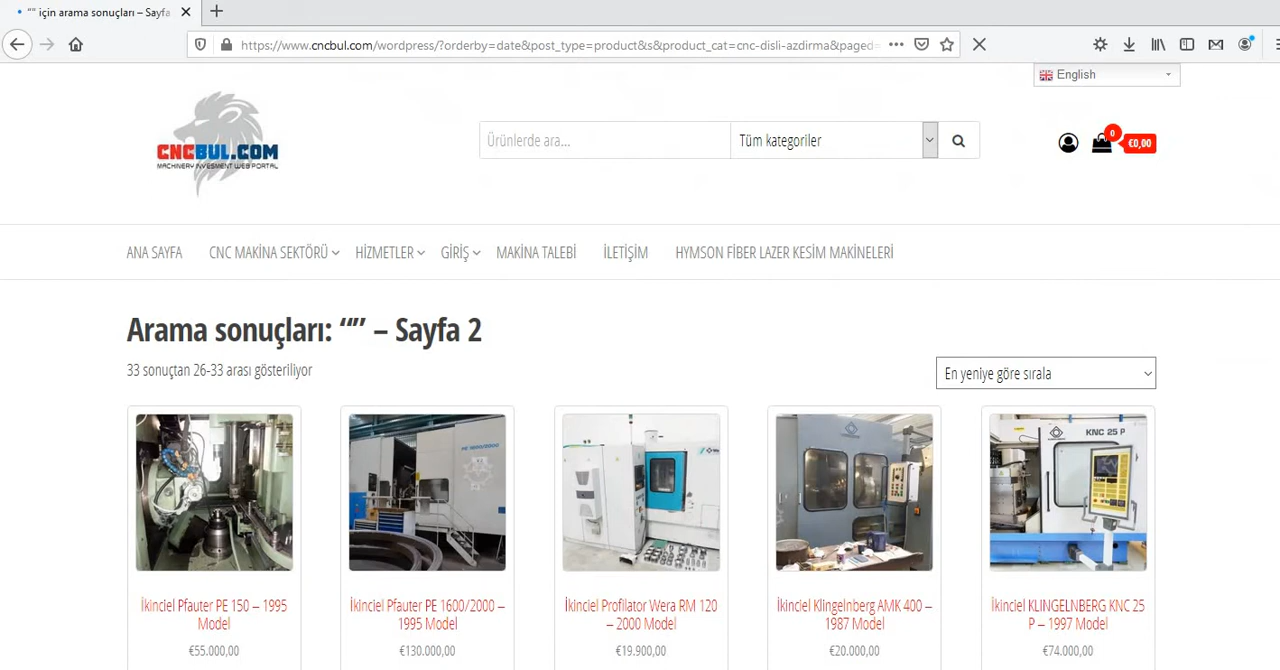 “” için arama sonuçları – Sayfa
https://www.cncbul.com/wordpress/?orderby=date&post_type=product&s&product_cat=cnc-disli-azdirma&paged=
English
CNCBUL.COM
MACHINERY INVESMENT WEB PORTAL
Ürünlerde ara...
Tüm kategoriler
0
€0,00
ANA SAYFA
CNC MAKİNA SEKTÖRÜ
HİZMETLER
GİRİŞ
MAKİNA TALEBİ
İLETİŞİM
HYMSON FİBER LAZER KESİM MAKİNELERİ
Arama sonuçları: “” – Sayfa 2
33 sonuçtan 26-33 arası gösteriliyor
En yeniye göre sırala
KNC 25 P
İkinciel Pfauter PE 150 – 1995
Model
€55.000,00
İkinciel Pfauter PE 1600/2000 –
1995 Model
€130.000,00
İkinciel Profilator Wera RM 120
– 2000 Model
€19.900,00
İkinciel Klingelnberg AMK 400 –
1987 Model
€20.000,00
İkinciel KLINGELNBERG KNC 25
P – 1997 Model
€74.000,00